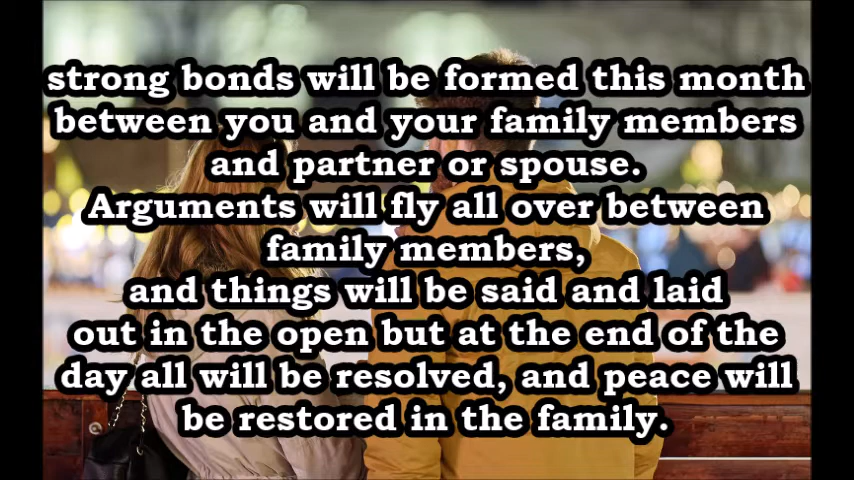 strong bonds will be formed this month
between you and your family members
and partner or spouse.
Arguments will fly all over between
family members,
and things will be said and laid
out in the open but at the end of the
day all will be resolved, and peace will
be restored in the family.